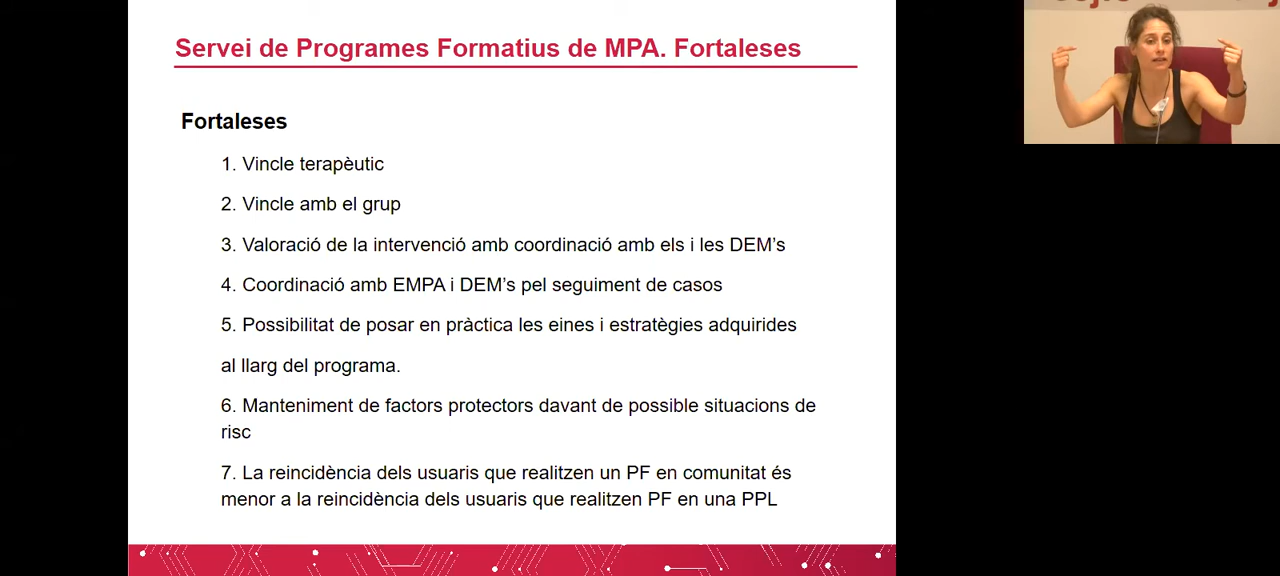 Servei de Programes Formatius de MPA. Fortaleses
Fortaleses
1. Vincle terapèutic
2. Vincle amb el grup
3. Valoració de la intervenció amb coordinació amb els i les DEM’s
4. Coordinació amb EMPA i DEM’s pel seguiment de casos
5. Possibilitat de posar en pràctica les eines i estratègies adquirides
al llarg del programa.
6. Manteniment de factors protectors davant de possible situacions de
risc
7. La reincidència dels usuaris que realitzen un PF en comunitat és
menor a la reincidència dels usuaris que realitzen PF en una PPL